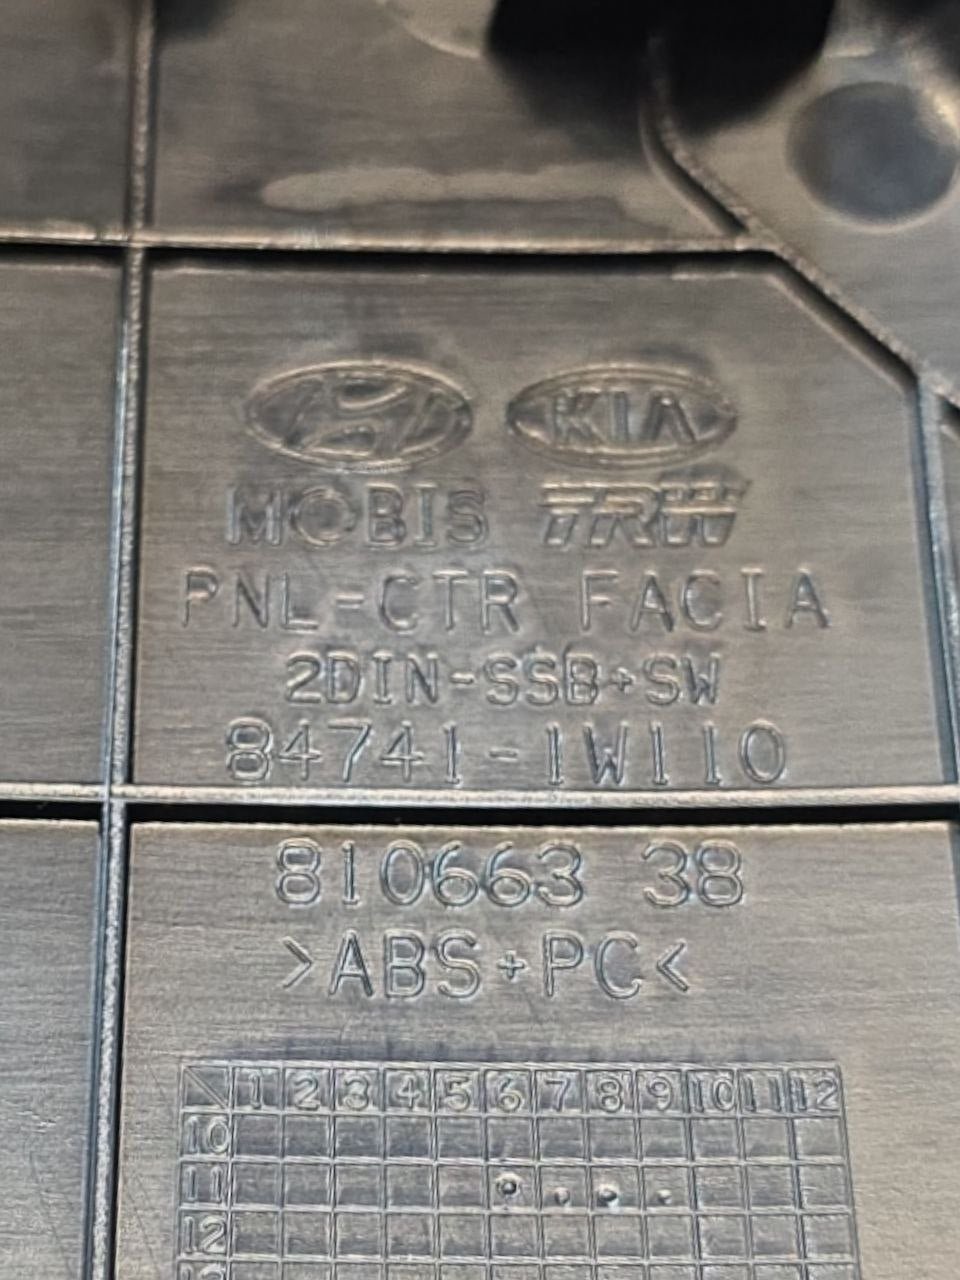 KIA
MOBIS TRW
PNL-CTR FACIA
2DIN-SSB+SW
84741-1W110
810663 38
>ABS+PC<
1 2 3 4 5 6 7 8 9 10 11 12
10
11
12